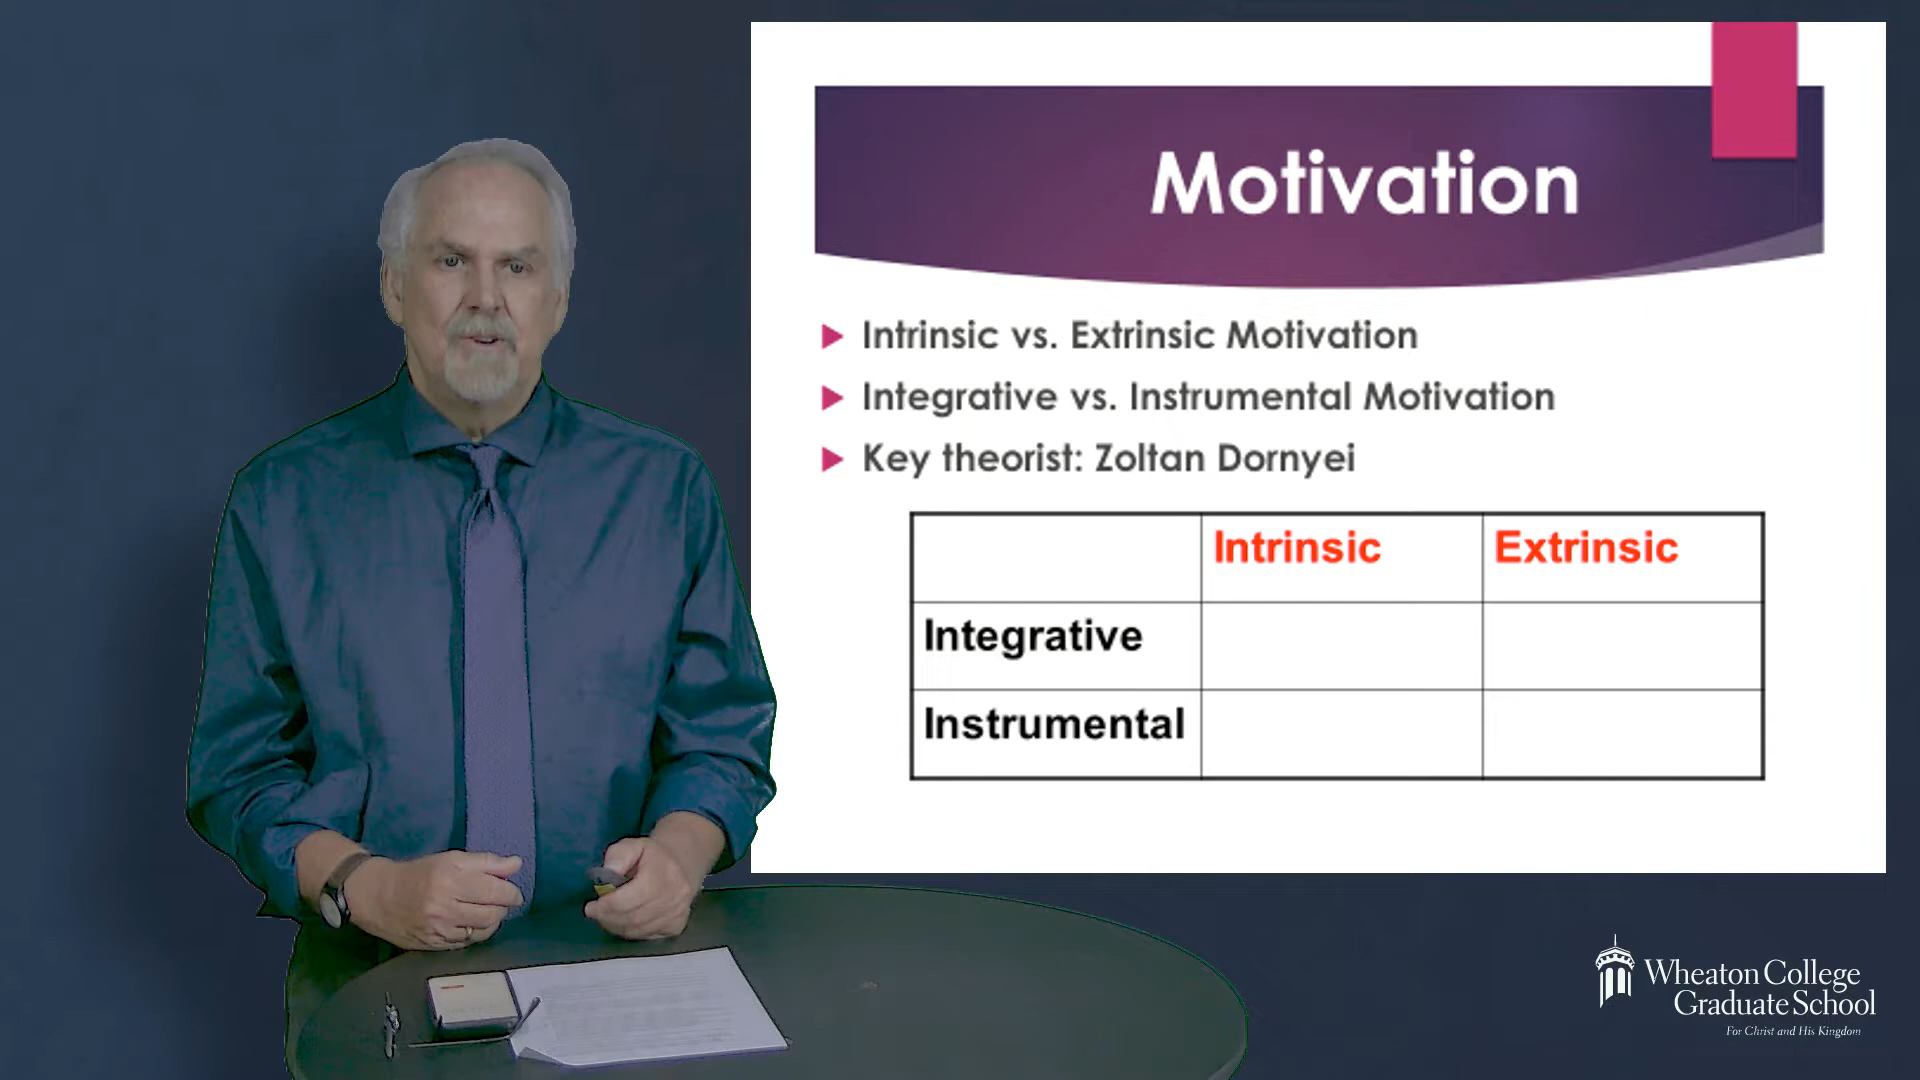 Motivation
Intrinsic vs. Extrinsic Motivation
Integrative vs. Instrumental Motivation
Key theorist: Zoltan Dornyei
Intrinsic Extrinsic
Integrative
Instrumental
Wheaton College
Graduate School
For Christ and His Kingdom